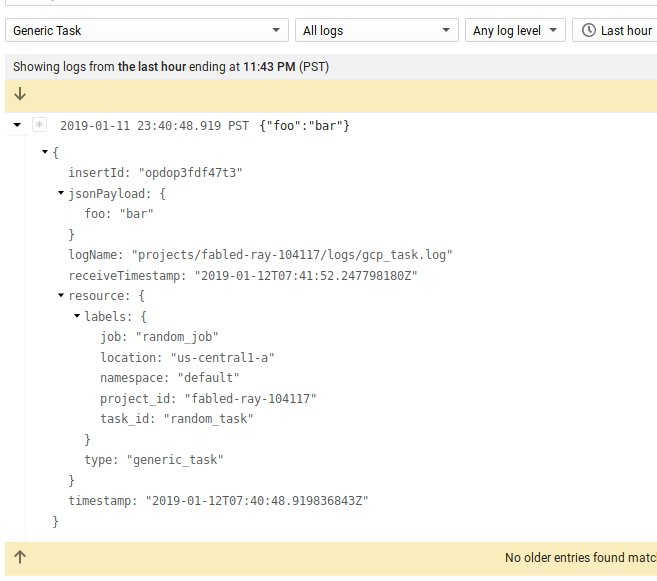 Generic Task All logs Any log level Last hour
Showing logs from the last hour ending at 11:43 PM (PST)
2019-01-11 23:40:48.919 PST {"foo":"bar"}
{
insertId: "opdop3fdf47t3"
jsonPayload: {
foo: "bar"
}
logName: "projects/fabled-ray-104117/logs/gcp_task.log"
receiveTimestamp: "2019-01-12T07:41:52.247798180Z"
resource: {
labels: {
job: "random_job"
location: "us-central1-a"
namespace: "default"
project_id: "fabled-ray-104117"
task_id: "random_task"
}
type: "generic_task"
}
timestamp: "2019-01-12T07:40:48.919836843Z"
}
No older entries found matc